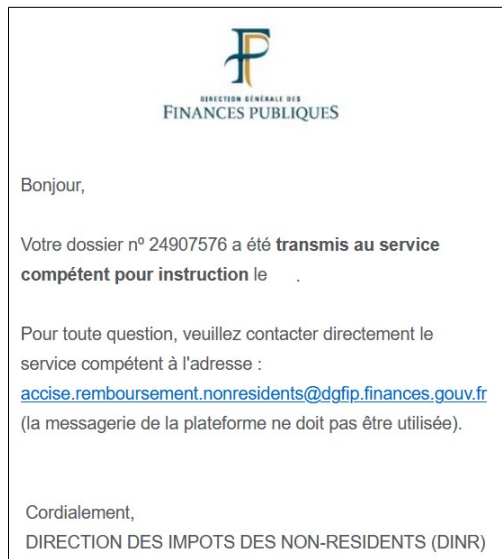 DIRECTION GÉNÉRALE DES
FINANCES PUBLIQUES
Bonjour,
Votre dossier nº 24907576 a été transmis au service
compétent pour instruction le .
Pour toute question, veuillez contacter directement le
service compétent à l'adresse :
accise.remboursement.nonresidents@dgfip.finances.gouv.fr
(la messagerie de la plateforme ne doit pas être utilisée).
Cordialement,
DIRECTION DES IMPOTS DES NON-RESIDENTS (DINR)